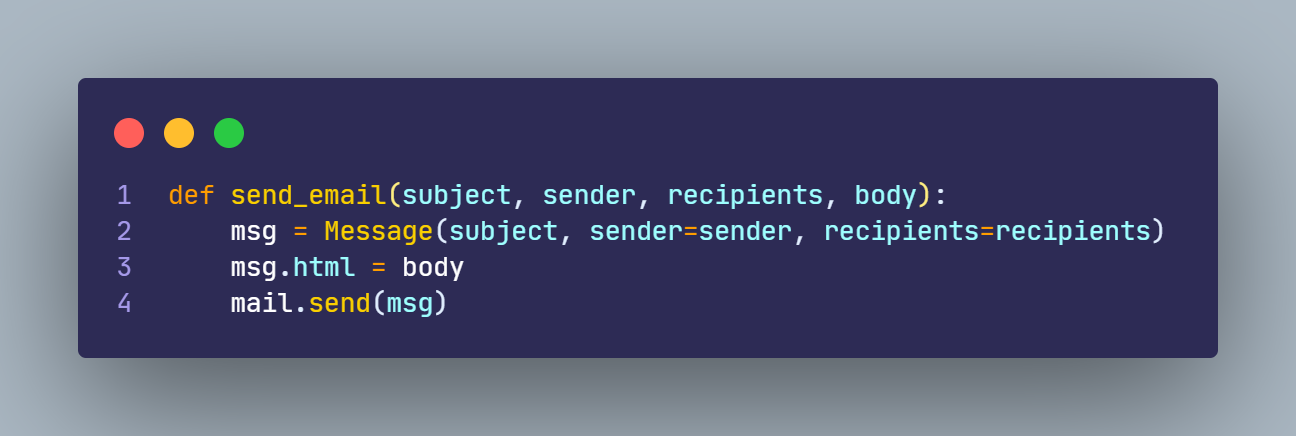 1 def send_email(subject, sender, recipients, body):
2     msg = Message(subject, sender=sender, recipients=recipients)
3     msg.html = body
4     mail.send(msg)